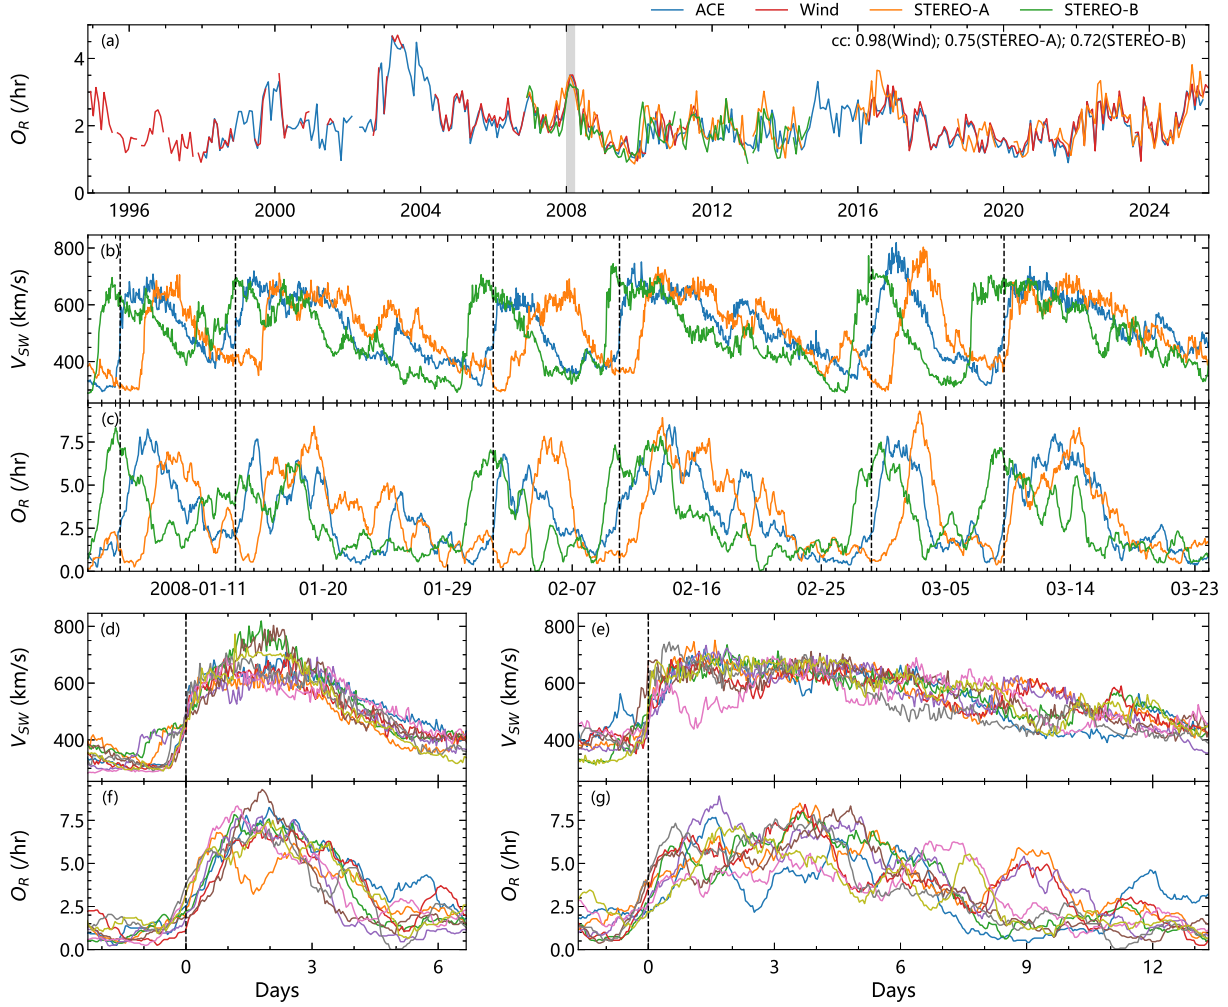 ACE Wind STEREO-A STEREO-B
(a) cc: 0.98(Wind); 0.75(STEREO-A); 0.72(STEREO-B)
O_R (/hr)
4
2
0
1996 2000 2004 2008 2012 2016 2020 2024
(b)
V_SW (km/s)
800
600
400
(c)
O_R (/hr)
7.5
5.0
2.5
0.0
2008-01-11 01-20 01-29 02-07 02-16 02-25 03-05 03-14 03-23
(d) (e)
V_SW (km/s) V_SW (km/s)
800 800
600 600
400 400
(f) (g)
O_R (/hr) O_R (/hr)
7.5 7.5
5.0 5.0
2.5 2.5
0.0 0.0
0 3 6 0 3 6 9 12
Days Days